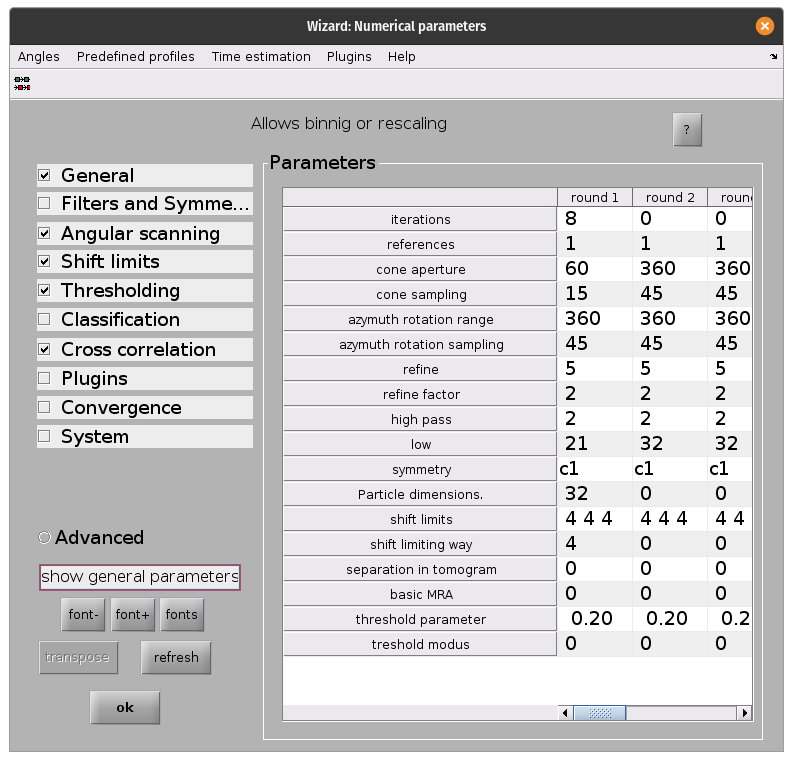 Wizard: Numerical parameters
Angles Predefined profiles Time estimation Plugins Help
Allows binnig or rescaling
?
General
Filters and Symme...
Angular scanning
Shift limits
Thresholding
Classification
Cross correlation
Plugins
Convergence
System
Advanced
show general parameters
font- font+ fonts
transpose refresh
ok
Parameters
round 1 round 2 roun
iterations 8 0 0
references 1 1 1
cone aperture 60 360 360
cone sampling 15 45 45
azymuth rotation range 360 360 360
azymuth rotation sampling 45 45 45
refine 5 5 5
refine factor 2 2 2
high pass 2 2 2
low 21 32 32
symmetry c1 c1 c1
Particle dimensions. 32 0 0
shift limits 4 4 4 4 4 4 4 4
shift limiting way 4 0 0
separation in tomogram 0 0 0
basic MRA 0 0 0
threshold parameter 0.20 0.20 0.2
treshold modus 0 0 0